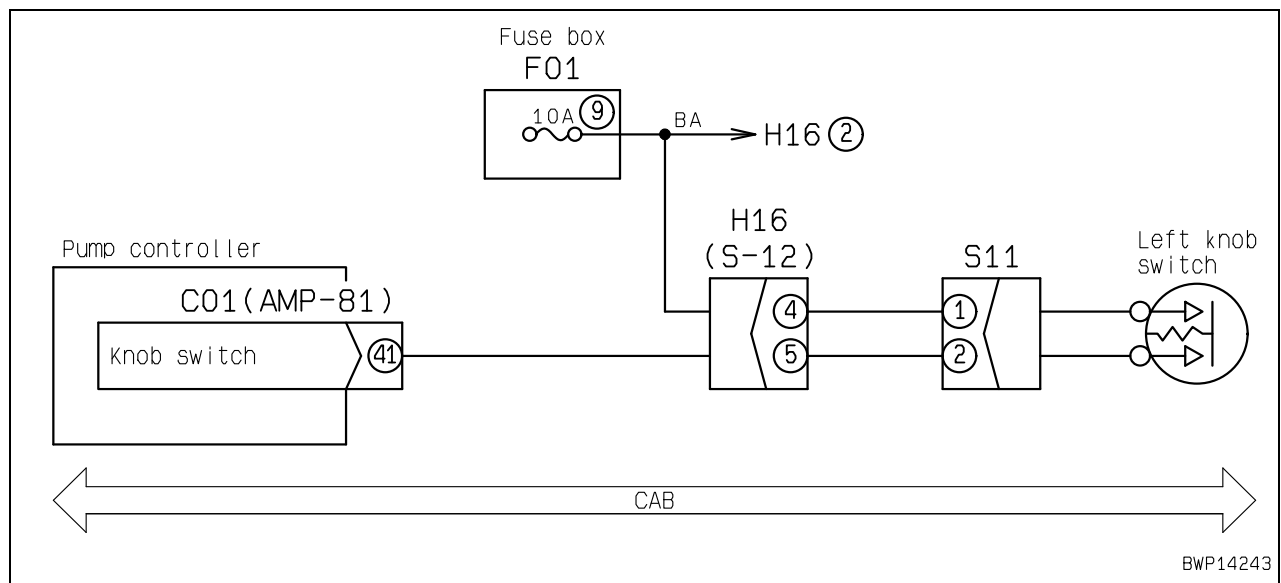 Fuse box
F01
10A
9
BA
H16 2
H16
(S-12)
S11
Left knob
switch
Pump controller
C01(AMP-81)
Knob switch
41
4
5
1
2
CAB
BWP14243